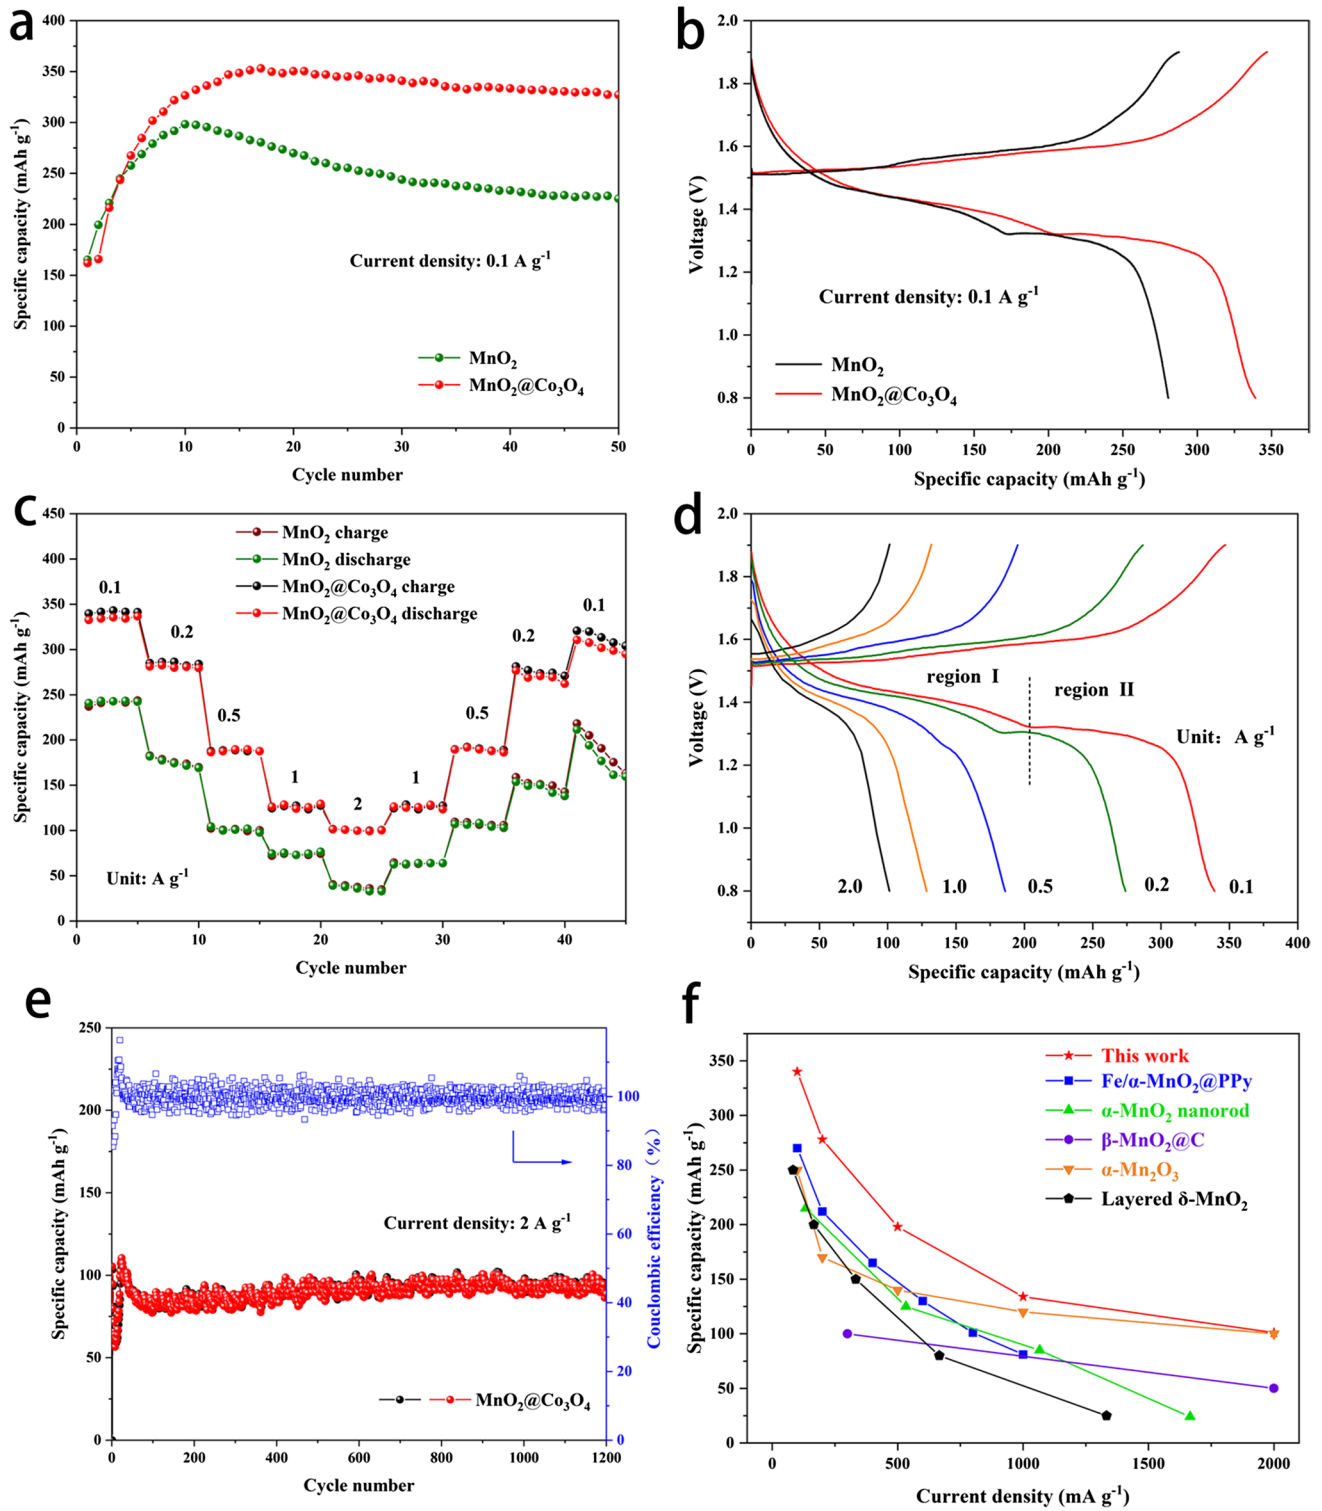 a
400
350
300
250
200
150
100
50
0
Specific capacity (mAh g⁻¹)
Current density: 0.1 A g⁻¹
MnO₂
MnO₂@Co₃O₄
0 10 20 30 40 50
Cycle number
b
2.0
1.8
1.6
1.4
1.2
1.0
0.8
Voltage (V)
Current density: 0.1 A g⁻¹
MnO₂
MnO₂@Co₃O₄
0 50 100 150 200 250 300 350
Specific capacity (mAh g⁻¹)
c
450
400
350
300
250
200
150
100
50
0
Specific capacity (mAh g⁻¹)
MnO₂ charge
MnO₂ discharge
MnO₂@Co₃O₄ charge
MnO₂@Co₃O₄ discharge
0.1
0.2
0.5
1
2
1
0.5
0.2
0.1
Unit: A g⁻¹
0 10 20 30 40
Cycle number
d
2.0
1.8
1.6
1.4
1.2
1.0
0.8
Voltage (V)
region I
region II
Unit: A g⁻¹
2.0 1.0 0.5 0.2 0.1
0 50 100 150 200 250 300 350 400
Specific capacity (mAh g⁻¹)
e
250
200
150
100
50
0
Specific capacity (mAh g⁻¹)
Current density: 2 A g⁻¹
MnO₂@Co₃O₄
100
80
60
40
20
0
Couclombic efficiency (%)
0 200 400 600 800 1000 1200
Cycle number
f
350
300
250
200
150
100
50
0
Specific capacity (mAh g⁻¹)
This work
Fe/α-MnO₂@PPy
α-MnO₂ nanorod
β-MnO₂@C
α-Mn₂O₃
Layered δ-MnO₂
0 500 1000 1500 2000
Current density (mA g⁻¹)